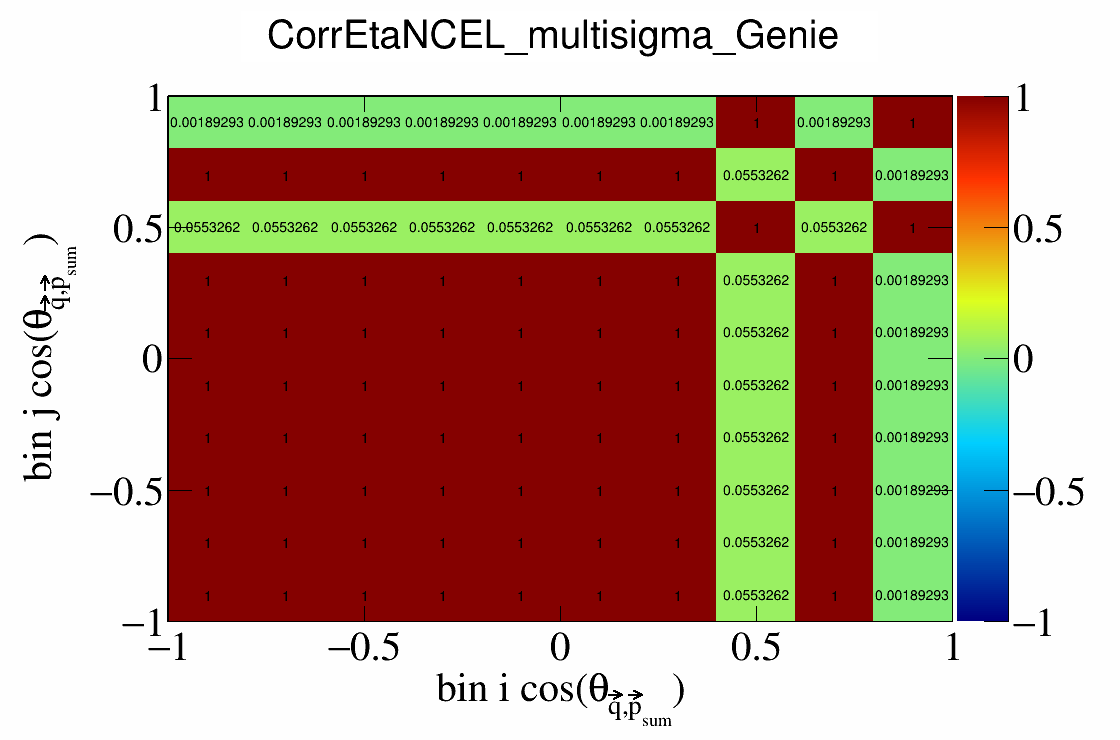 CorrEtaNCEL_multisigma_Genie
1 0.00189293 0.00189293 0.00189293 0.00189293 0.00189293 0.00189293 0.00189293 1 0.00189293 1 1
1 1 1 1 1 1 1 0.0553262 1 0.00189293
0.5 0.0553262 0.0553262 0.0553262 0.0553262 0.0553262 0.0553262 0.0553262 1 0.0553262 1 0.5
1 1 1 1 1 1 1 0.0553262 1 0.00189293
1 1 1 1 1 1 1 0.0553262 1 0.00189293
0 0
1 1 1 1 1 1 1 0.0553262 1 0.00189293
1 1 1 1 1 1 1 0.0553262 1 0.00189293
−0.5 1 1 1 1 1 1 1 0.0553262 1 0.00189293 −0.5
1 1 1 1 1 1 1 0.0553262 1 0.00189293
1 1 1 1 1 1 1 0.0553262 1 0.00189293
−1 −1
−1 −0.5 0 0.5 1
bin i cos(θq⃗,p⃗sum)
bin j cos(θq⃗,p⃗sum)